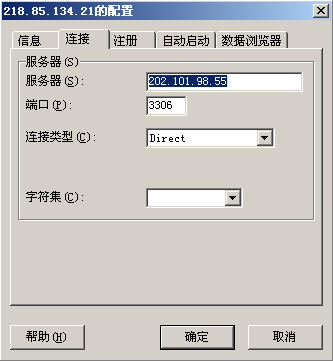 218.85.134.21的配置
信息 连接 注册 自动启动 数据浏览器
服务器(S)
服务器(S): 202.101.98.55
端口(P): 3306
连接类型(C): Direct
字符集(C):
帮助(H) 确定 取消